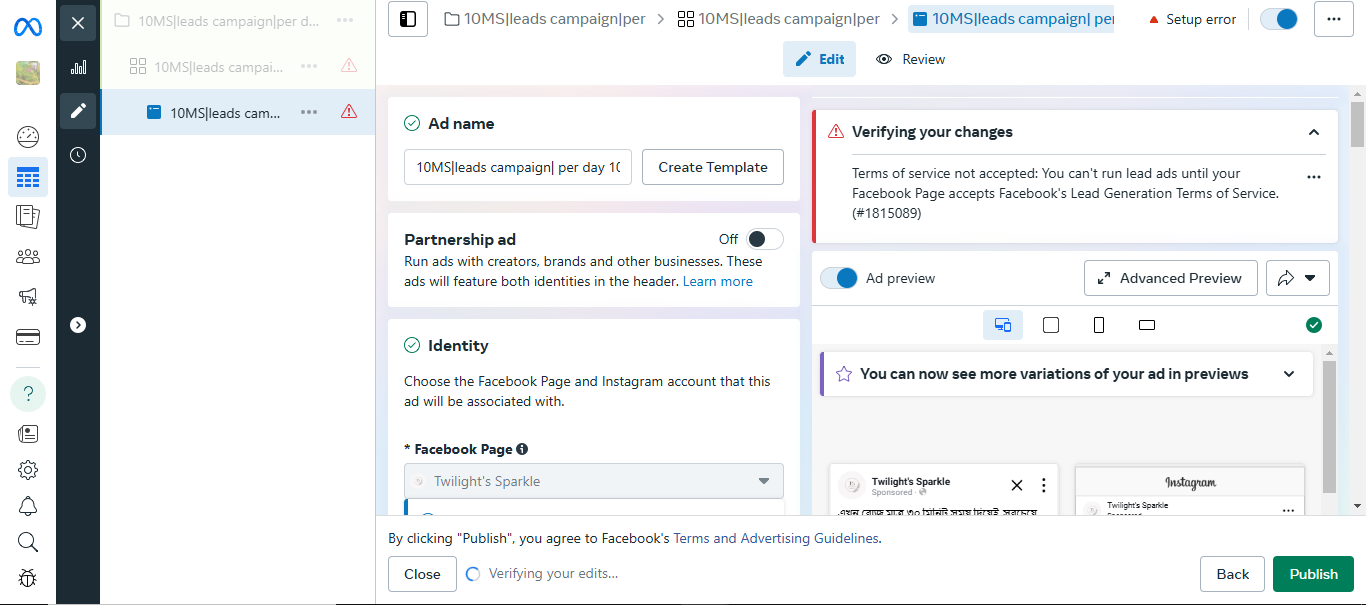 10MS|leads campaign|per d...
10MS|leads campai...
10MS|leads cam...
10MS|leads campaign|per
10MS|leads campaign|per
10MS|leads campaign| per
Setup error
Edit
Review
Ad name
10MS|leads campaign| per day 10
Create Template
Partnership ad
Off
Run ads with creators, brands and other businesses. These
ads will feature both identities in the header. Learn more
Identity
Choose the Facebook Page and Instagram account that this
ad will be associated with.
* Facebook Page
Twilight's Sparkle
Verifying your changes
Terms of service not accepted: You can't run lead ads until your
Facebook Page accepts Facebook's Lead Generation Terms of Service.
(#1815089)
Ad preview
Advanced Preview
You can now see more variations of your ad in previews
Twilight's Sparkle
Sponsored ·
এখন রোজ মাত্র ৩০ মিনিট সময় দিয়েই, সবচেয়ে
Instagram
Twilight's Sparkle
Sponsored
By clicking "Publish", you agree to Facebook's Terms and Advertising Guidelines.
Close
Verifying your edits...
Back
Publish